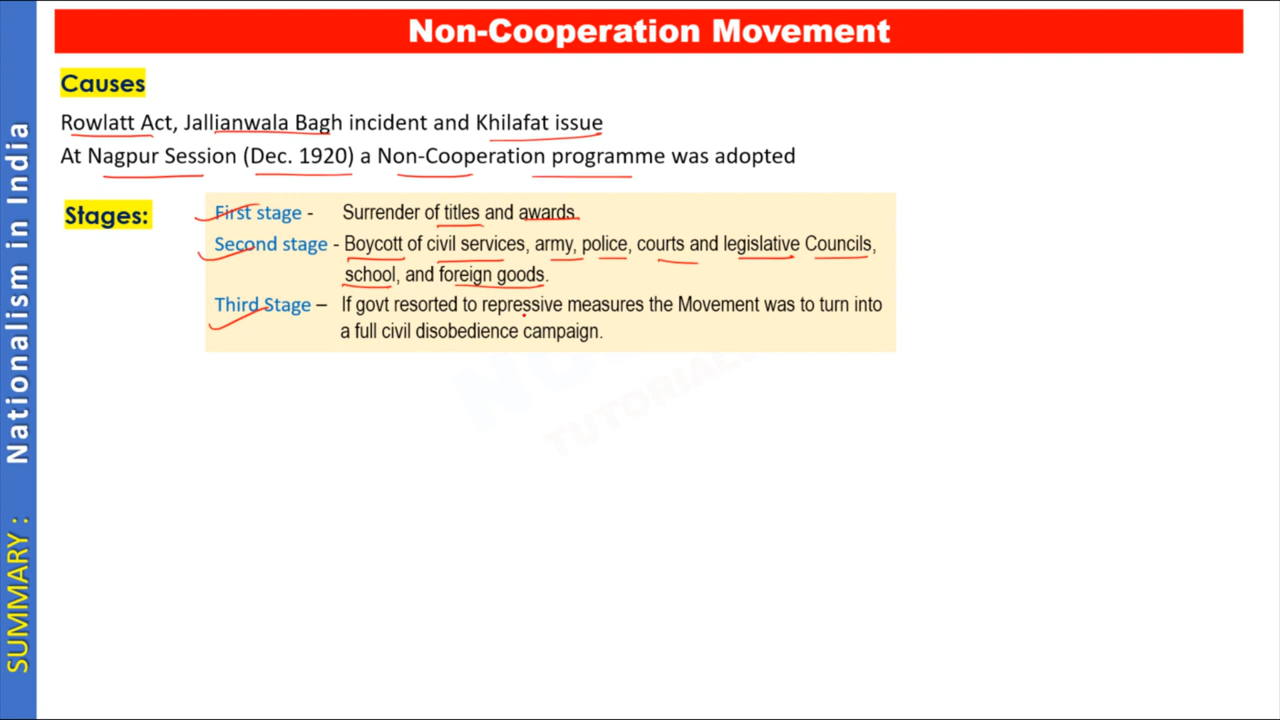 Non-Cooperation Movement
Causes
Rowlatt Act, Jallianwala Bagh incident and Khilafat issue
At Nagpur Session (Dec. 1920) a Non-Cooperation programme was adopted
Stages:
First stage - Surrender of titles and awards.
Second stage - Boycott of civil services, army, police, courts and legislative Councils,
school, and foreign goods.
Third Stage – If govt resorted to repressive measures the Movement was to turn into
a full civil disobedience campaign.
TUTORIALS
SUMMARY : Nationalism in India